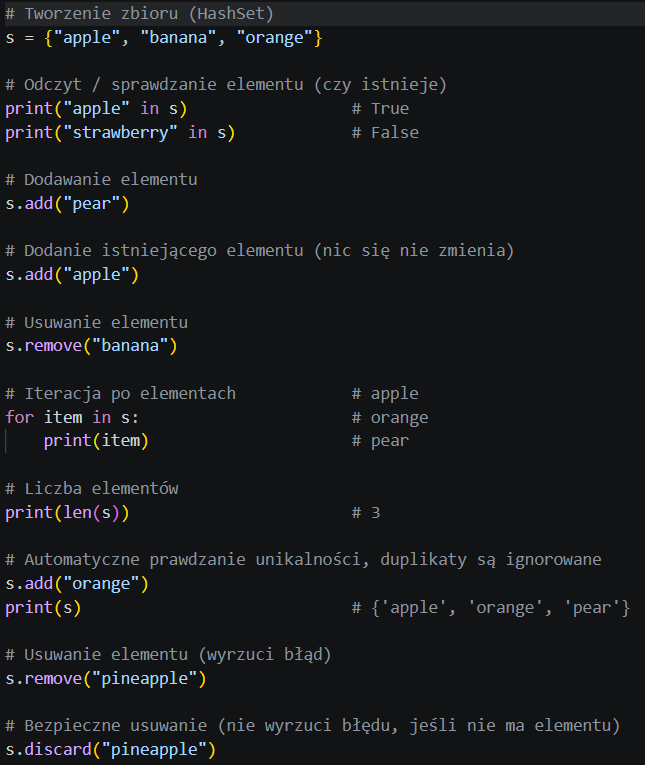 # Tworzenie zbioru (HashSet)
s = {"apple", "banana", "orange"}
# Odczyt / sprawdzanie elementu (czy istnieje)
print("apple" in s) # True
print("strawberry" in s) # False
# Dodawanie elementu
s.add("pear")
# Dodanie istniejącego elementu (nic się nie zmienia)
s.add("apple")
# Usuwanie elementu
s.remove("banana")
# Iteracja po elementach # apple
for item in s: # orange
    print(item) # pear
# Liczba elementów
print(len(s)) # 3
# Automatyczne prawdzanie unikalności, duplikaty są ignorowane
s.add("orange")
print(s) # {'apple', 'orange', 'pear'}
# Usuwanie elementu (wyrzuci błąd)
s.remove("pineapple")
# Bezpieczne usuwanie (nie wyrzuci błędu, jeśli nie ma elementu)
s.discard("pineapple")